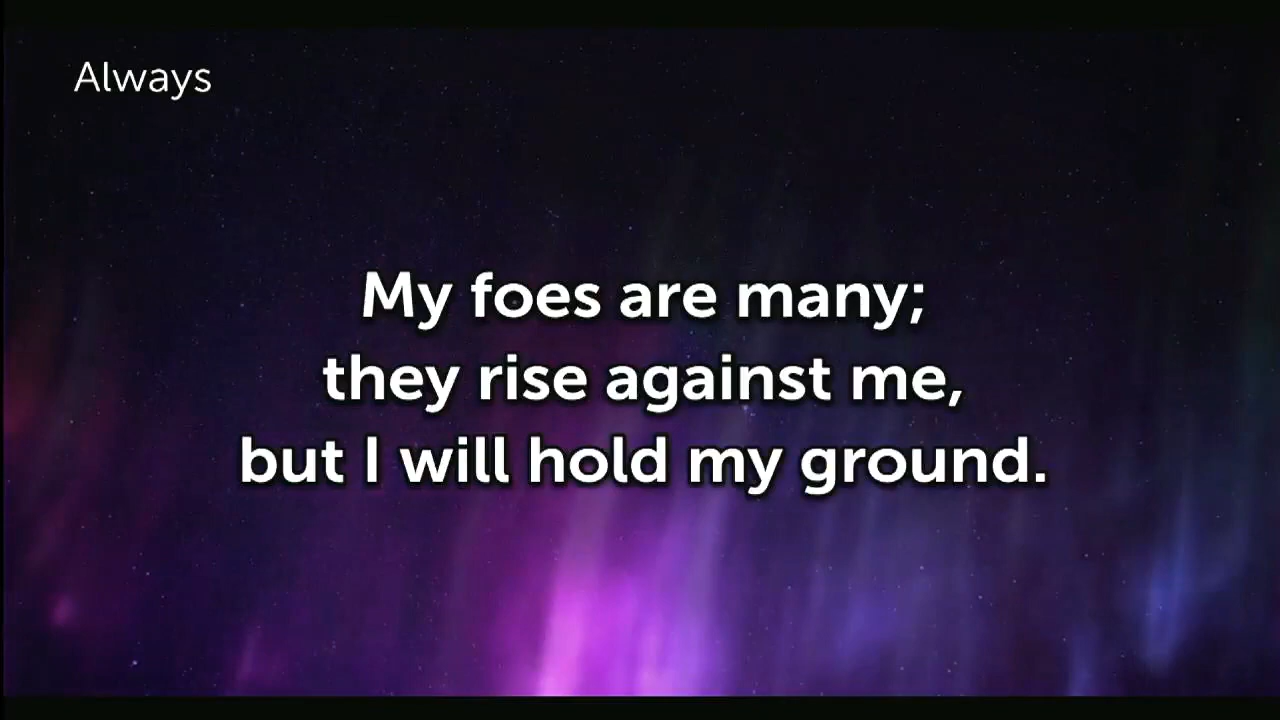 Always
My foes are many;
they rise against me,
but I will hold my ground.